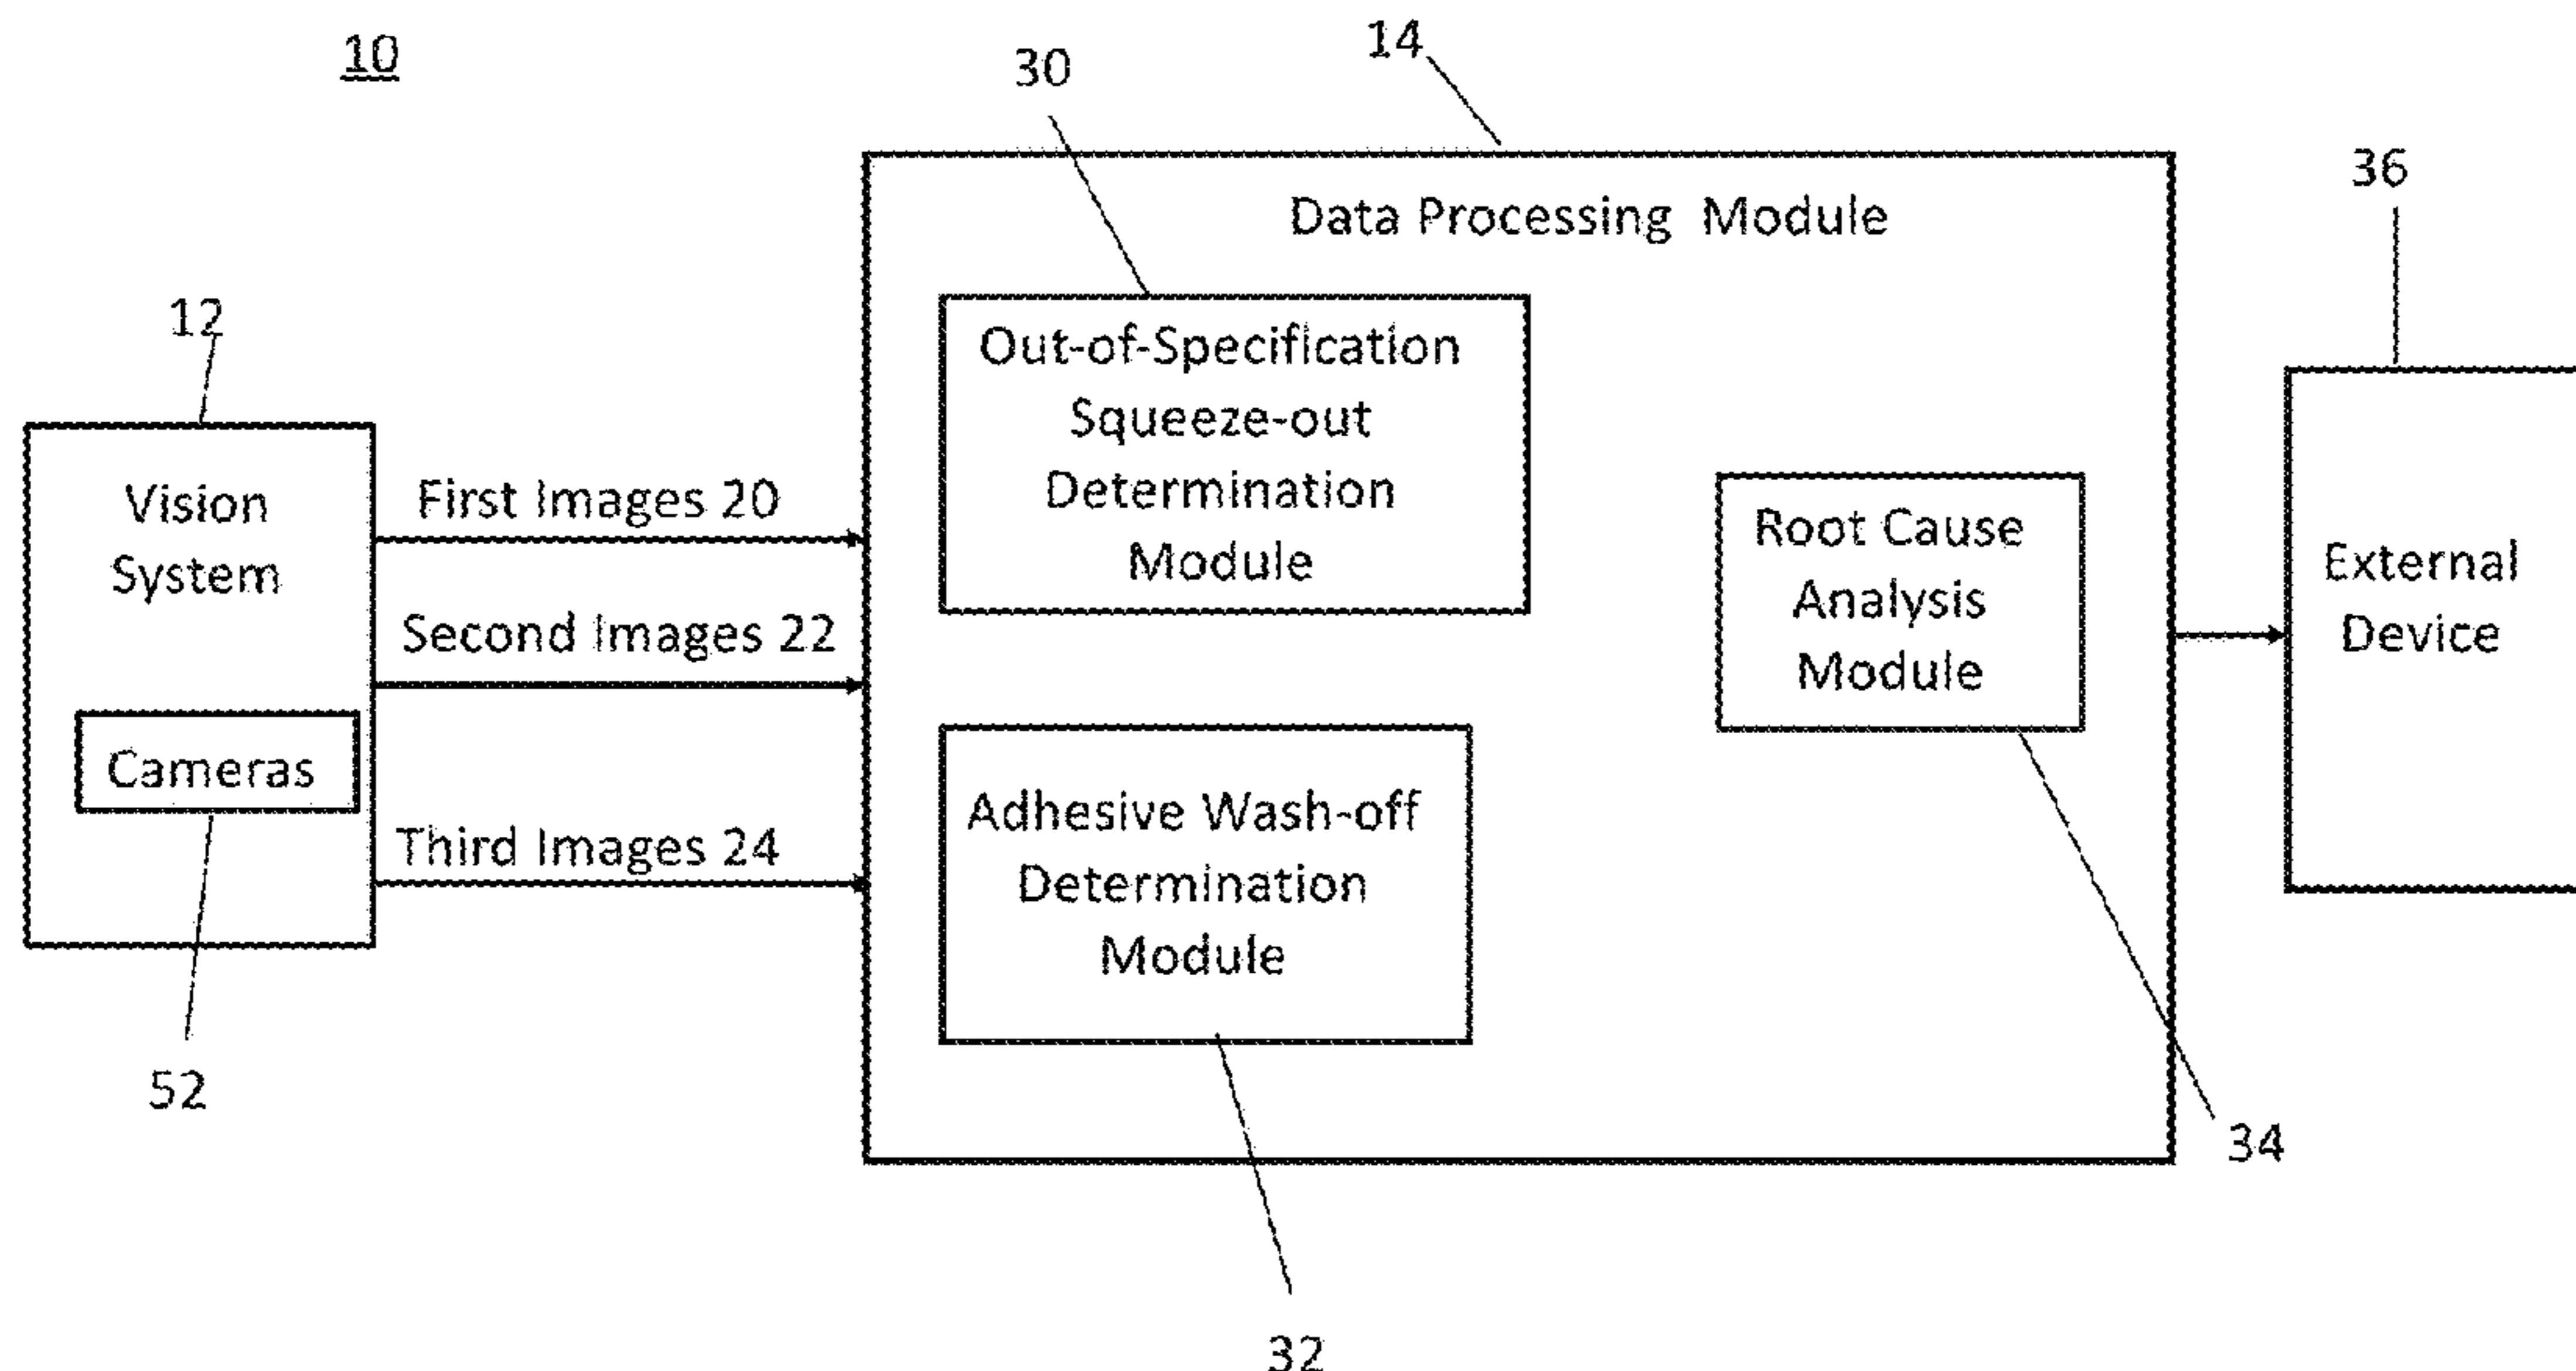 10
30
14
36
12
Data Processing Module
Out-of-Specification
Squeeze-out
Determination
Module
Vision
System
Cameras
52
First Images 20
Second Images 22
Third Images 24
Adhesive Wash-off
Determination
Module
32
Root Cause
Analysis
Module
34
External
Device